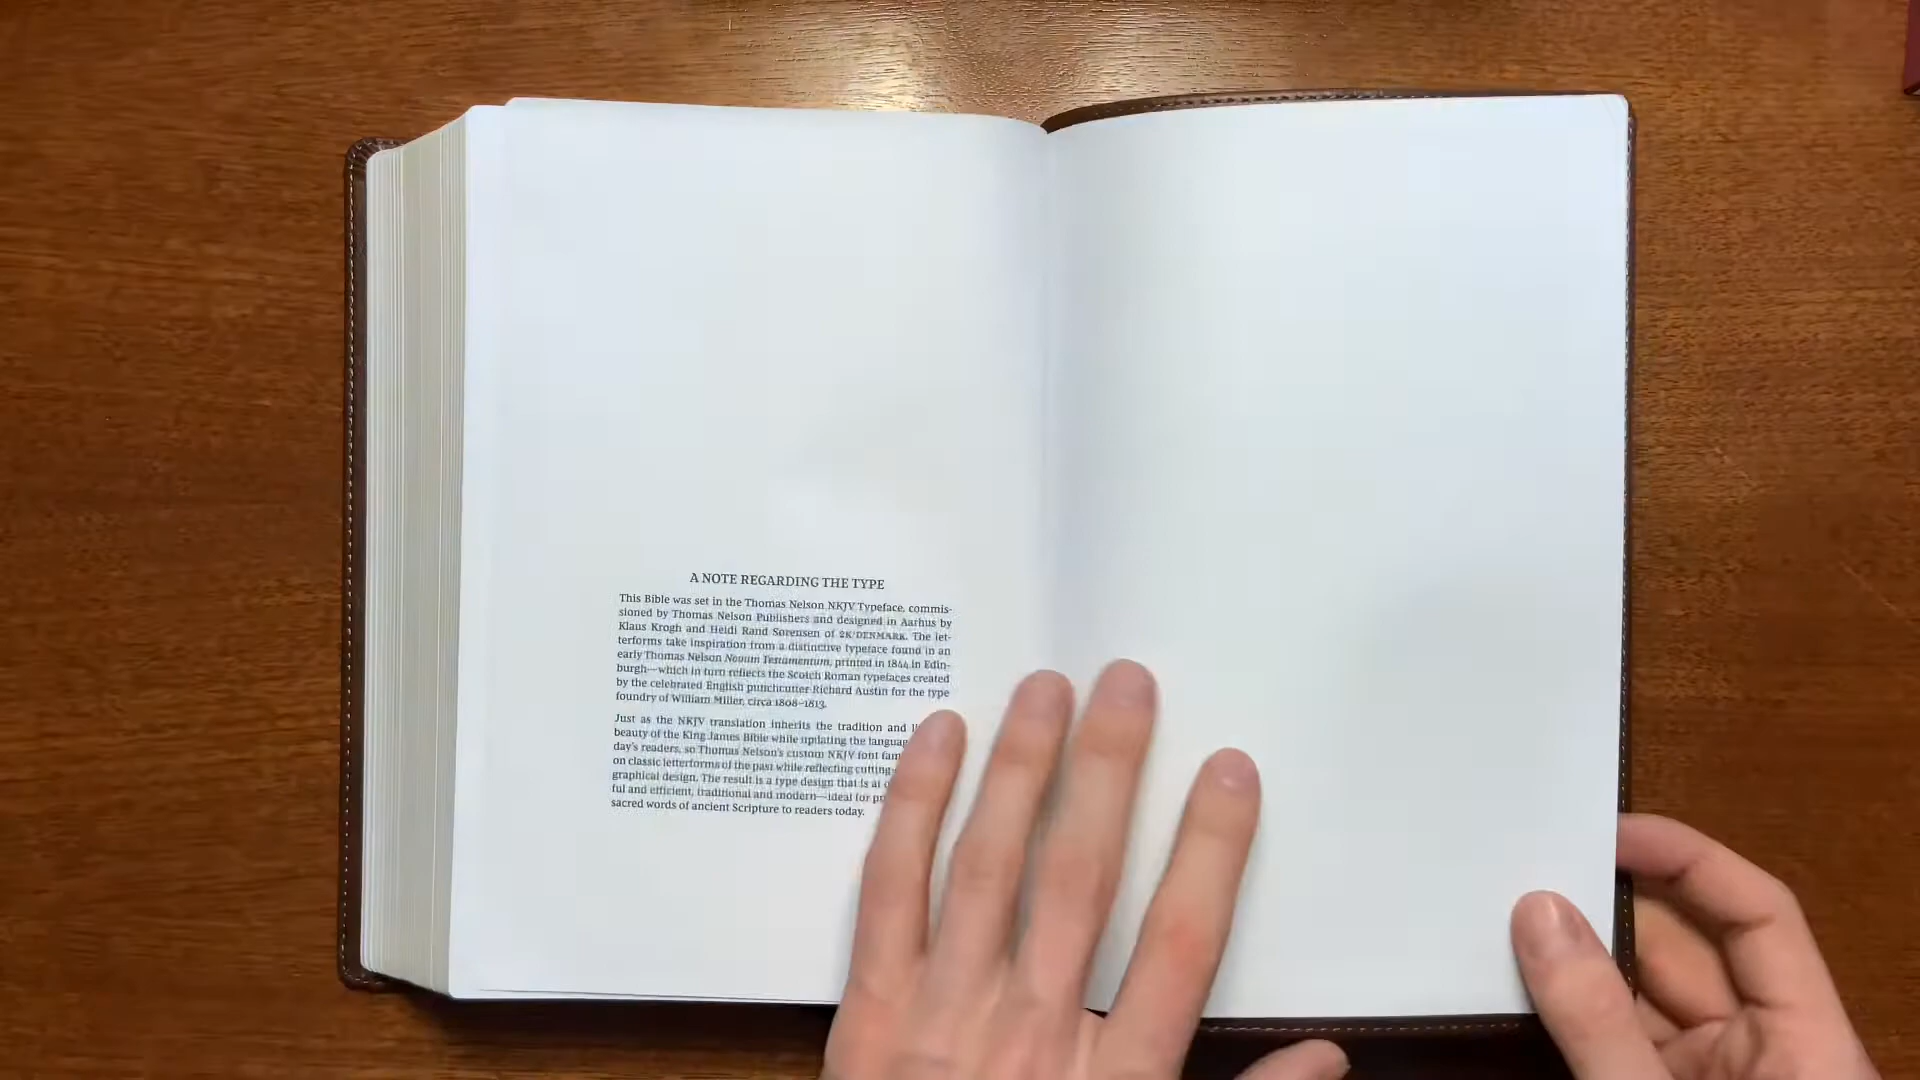 A NOTE REGARDING THE TYPE
This Bible was set in the Thomas Nelson NKJV Typeface, commis-
sioned by Thomas Nelson Publishers and designed in Aarhus by
Klaus Krogh and Heidi Rand Sørensen of 2K/DENMARK. The let-
terforms take inspiration from a distinctive typeface found in an
early Thomas Nelson Novum Testamentum, printed in 1844 in Edin-
burgh—which in turn reflects the Scotch Roman typefaces created
by the celebrated English punchcutter Richard Austin for the type
foundry of William Miller, circa 1808–1813.
Just as the NKJV translation inherits the tradition and
beauty of the King James Bible while updating the
day's readers, so Thomas Nelson's custom NKJV font
on classic letterforms of the past while reflecting cutting-
graphical design. The result is a type design that is at
ful and efficient, traditional and modern—ideal for
sacred words of ancient Scripture to readers today.